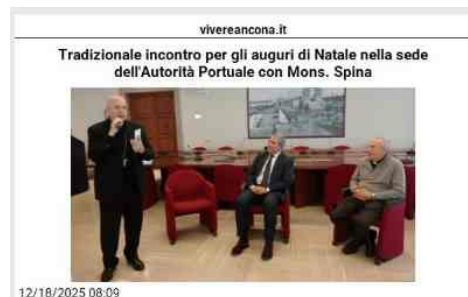 vivereancona.it
Tradizionale incontro per gli auguri di Natale nella sede
dell'Autorità Portuale con Mons. Spina
12/18/2025 08:09